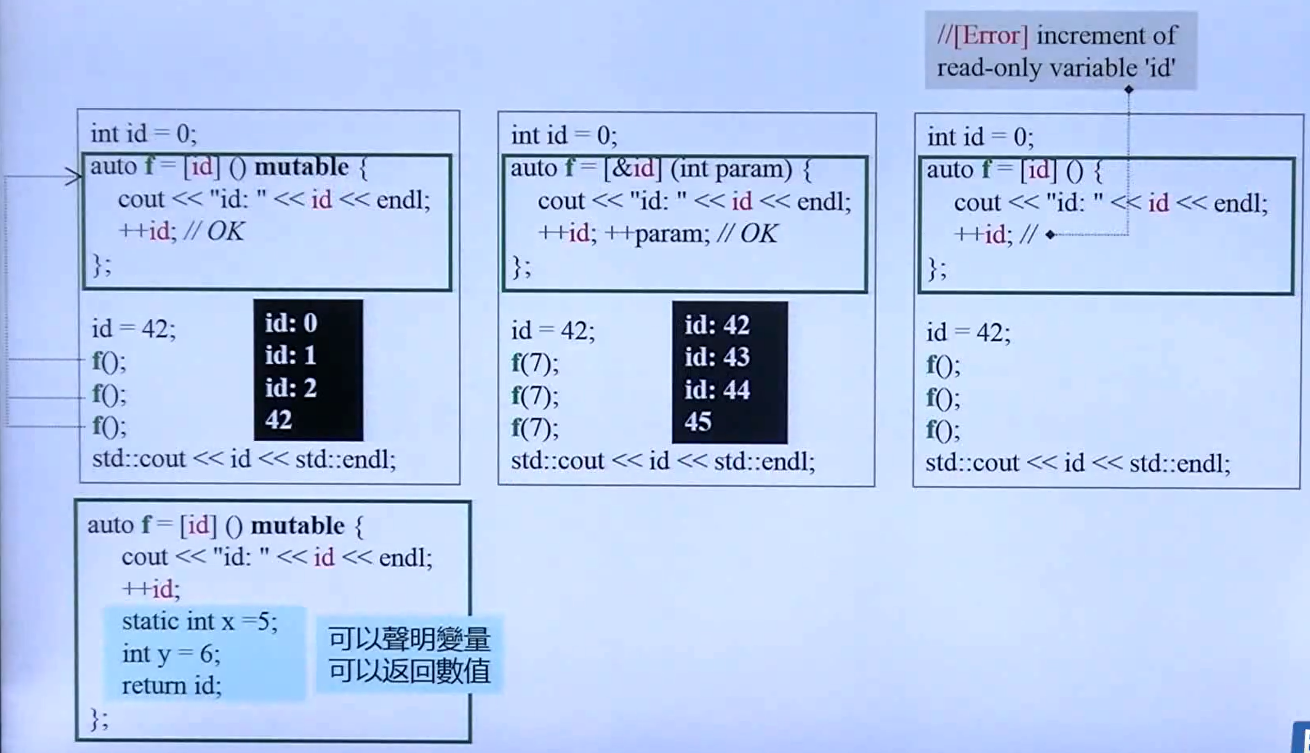 //[Error] increment of
read-only variable 'id'
int id = 0;
auto f = [id] () mutable {
cout << "id: " << id << endl;
++id; // OK
};
id = 42;
f();
f();
f();
std::cout << id << std::endl;
id: 0
id: 1
id: 2
42
int id = 0;
auto f = [&id] (int param) {
cout << "id: " << id << endl;
++id; ++param; // OK
};
id = 42;
f(7);
f(7);
f(7);
std::cout << id << std::endl;
id: 42
id: 43
id: 44
45
int id = 0;
auto f = [id] () {
cout << "id: " << id << endl;
++id; //
};
id = 42;
f();
f();
f();
std::cout << id << std::endl;
auto f = [id] () mutable {
cout << "id: " << id << endl;
++id;
static int x =5;
int y = 6;
return id;
};
可以聲明變量
可以返回數值